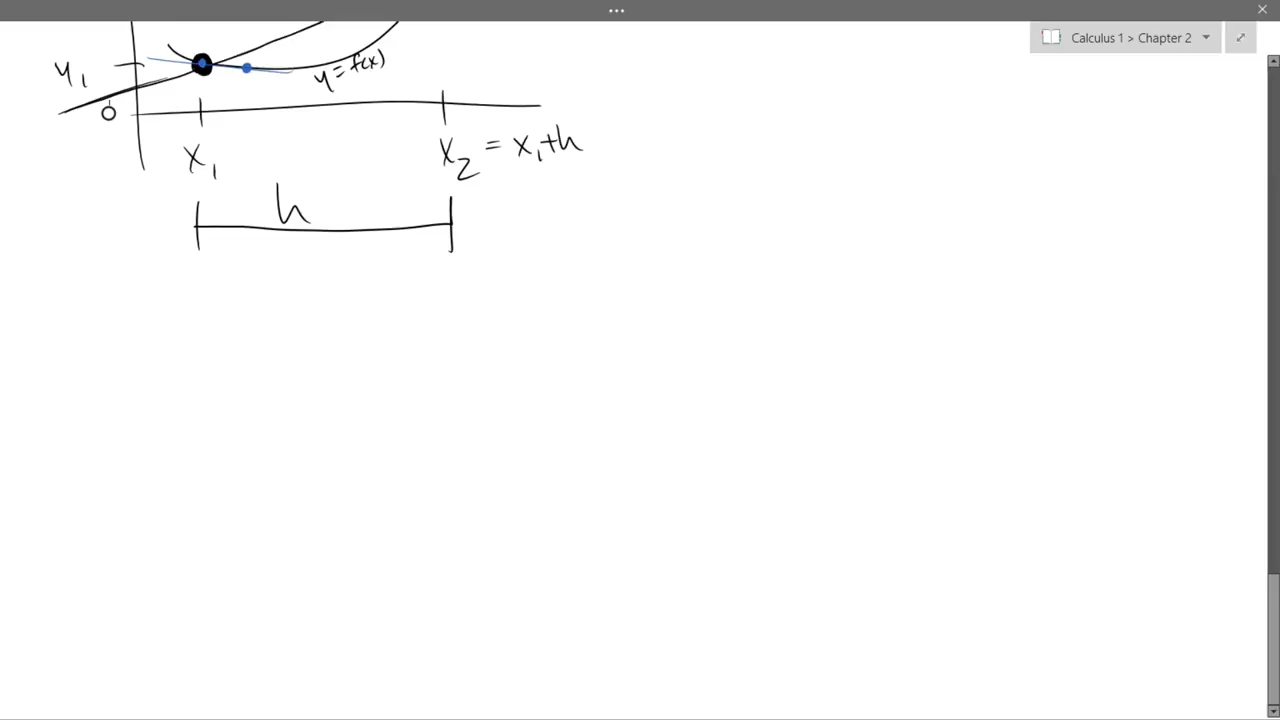 ...
Calculus 1 > Chapter 2
y₁
y = f(x)
0
x₁
x₂ = x₁+h
h